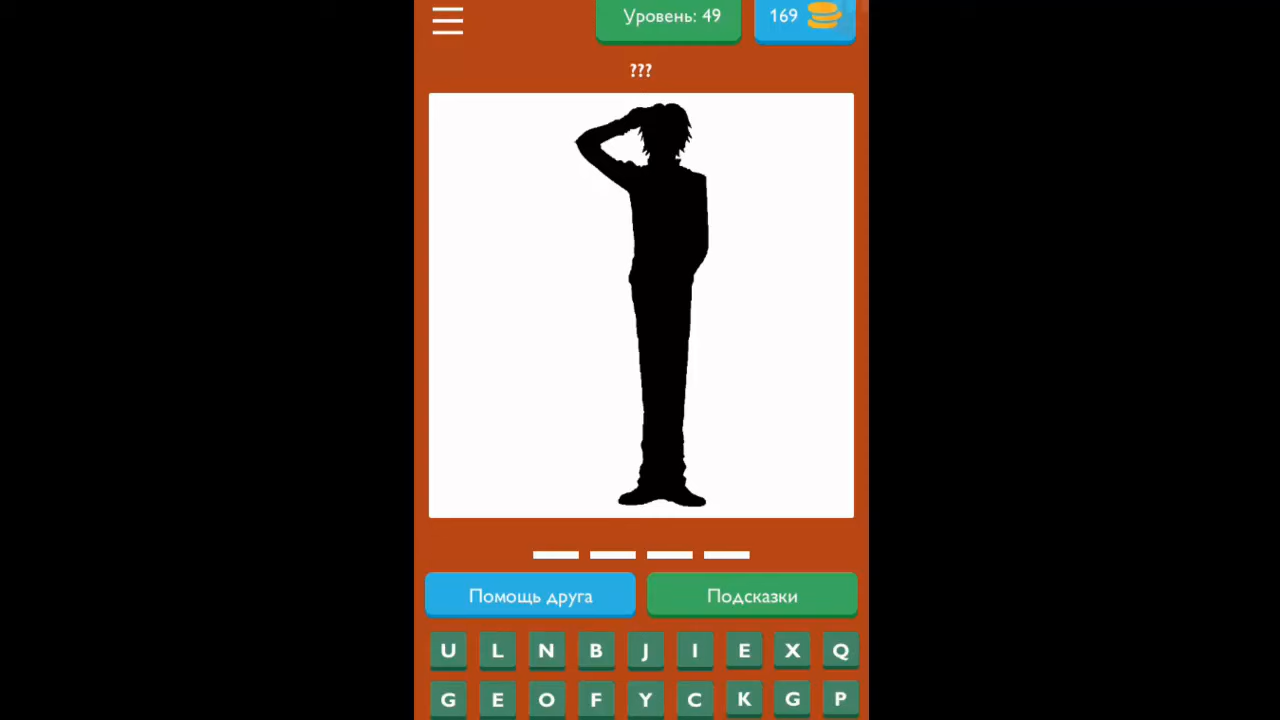 Уровень: 49
169
???
Помощь друга
Подсказки
U L N B J I E X Q
G E O F Y C K G P